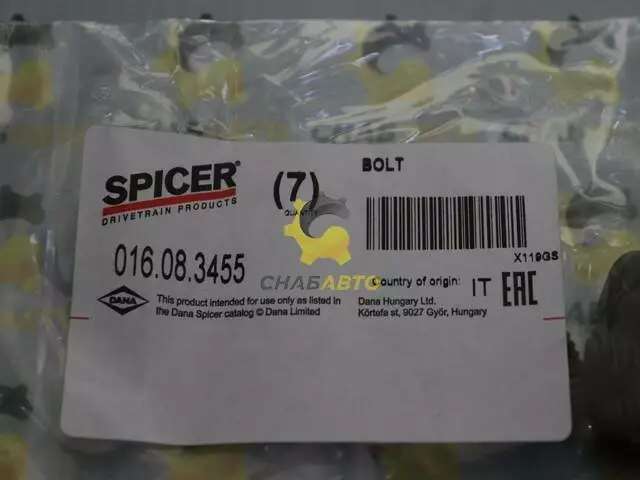 SPICER®
DRIVETRAIN PRODUCTS
(7)
QUANTITY
BOLT
X119GS
016.08.3455
СНАБАВТО
Country of origin: IT EAC
DANA
This product intended for use only as listed in
the Dana Spicer catalog © Dana Limited
Dana Hungary Ltd.
Körtefa st, 9027 Győr, Hungary